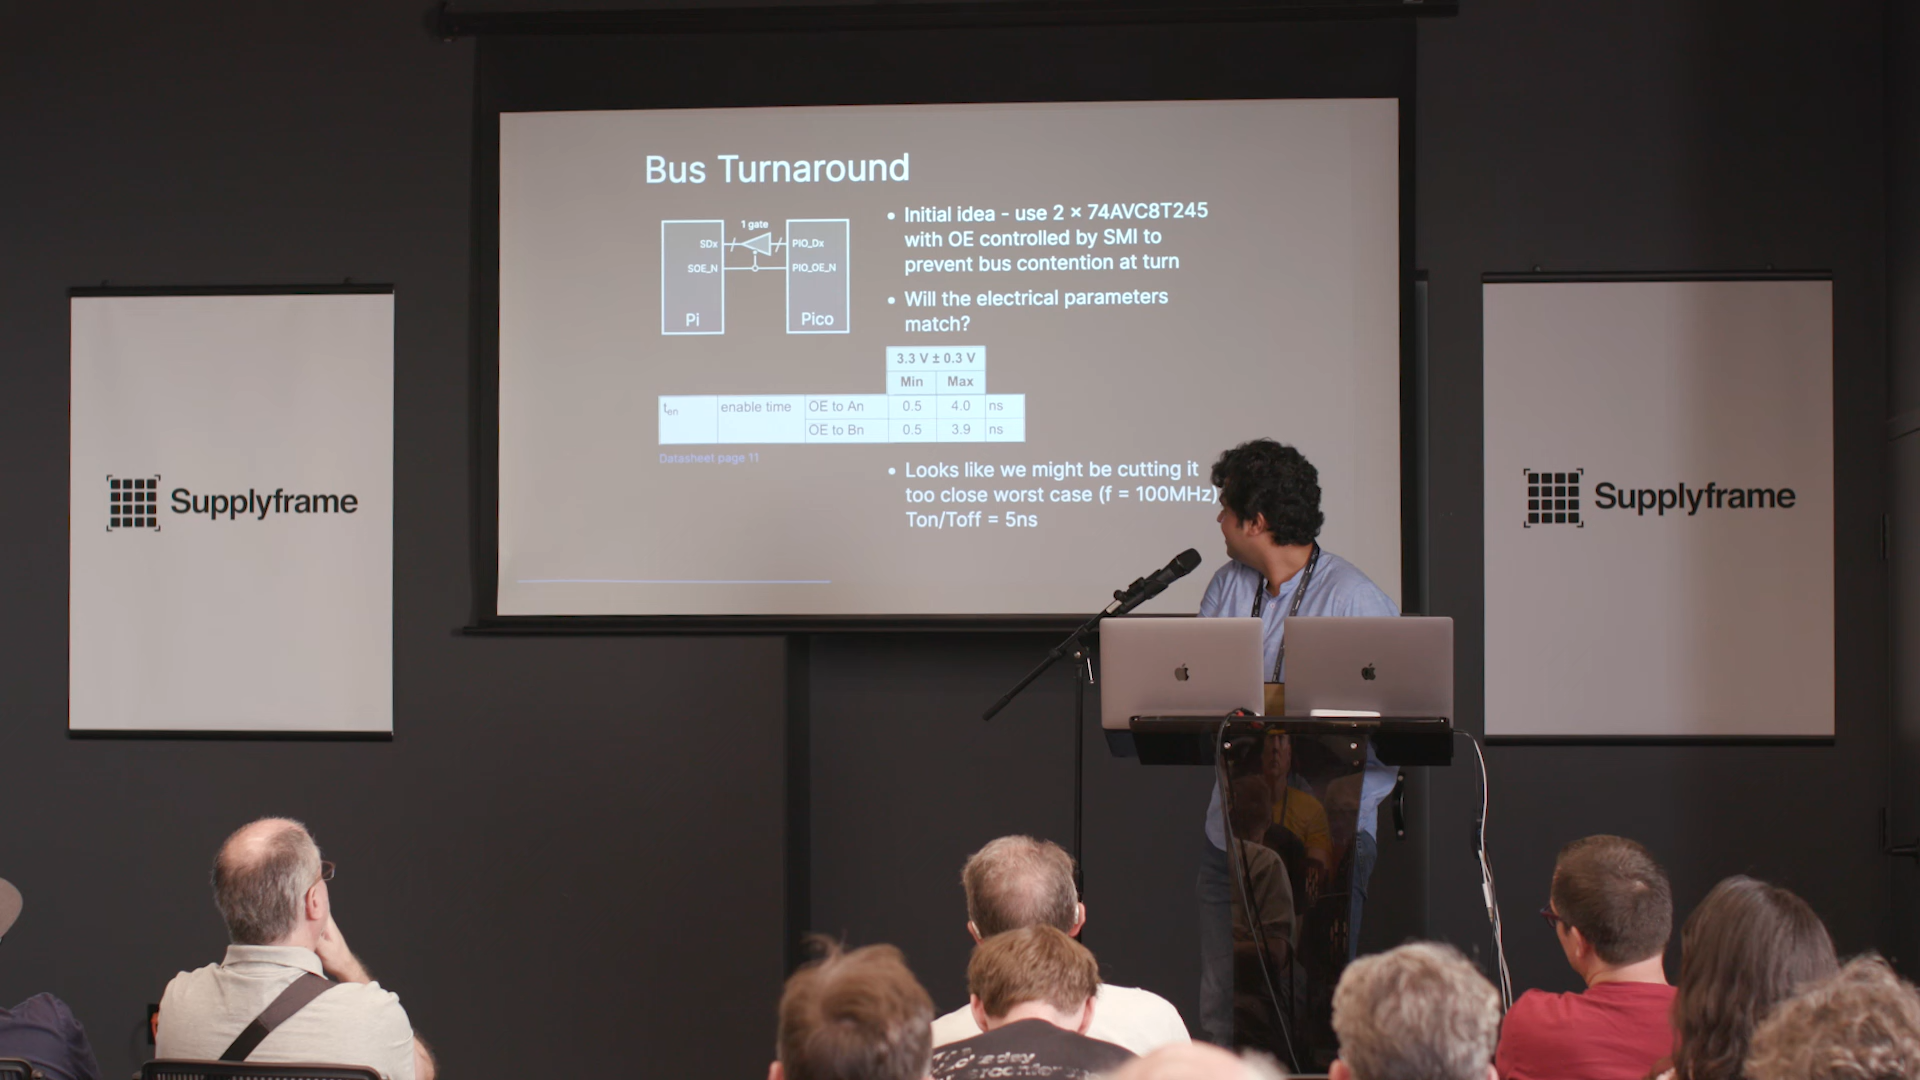 Bus Turnaround
1 gate
SDx
PIO_Dx
SOE_N
PIO_OE_N
Pi
Pico
• Initial idea - use 2 × 74AVC8T245
with OE controlled by SMI to
prevent bus contention at turn
• Will the electrical parameters
match?
3.3 V ± 0.3 V
Min Max
ton enable time OE to An 0.5 4.0 ns
OE to Bn 0.5 3.9 ns
Datasheet page 11
• Looks like we might be cutting it
too close worst case (f = 100MHz)
Ton/Toff = 5ns
Supplyframe
Supplyframe